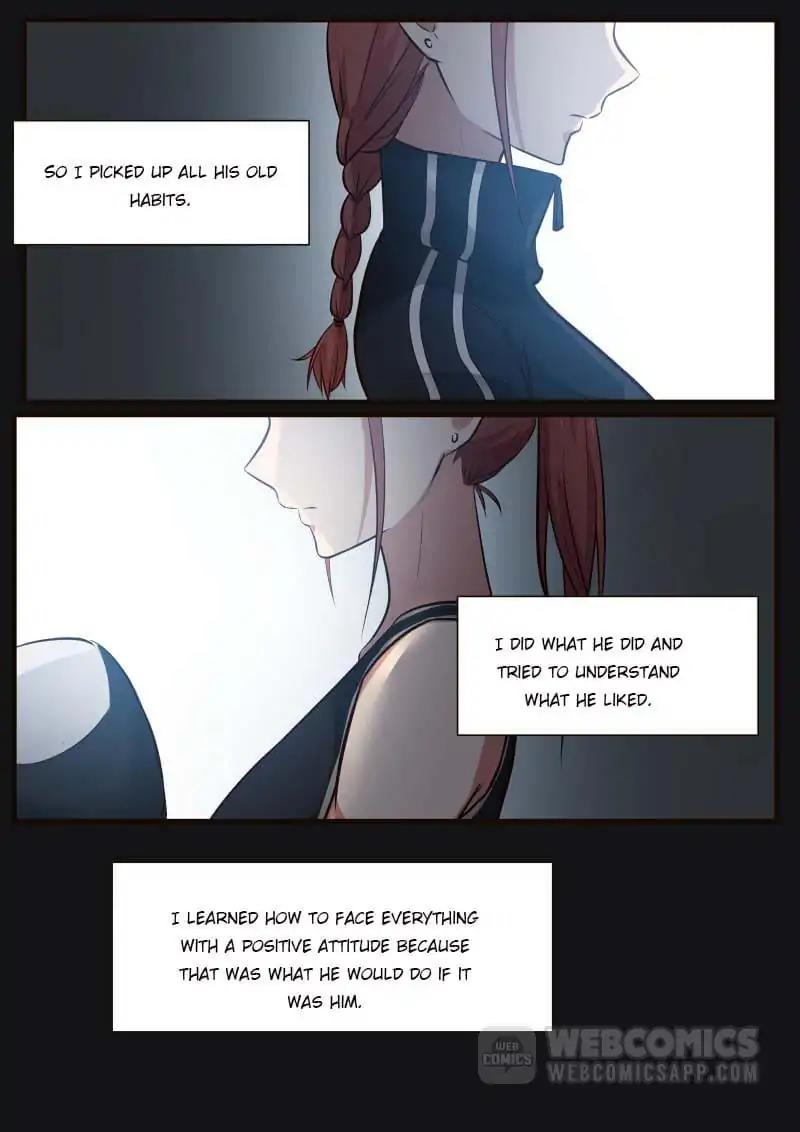 SO I PICKED UP ALL HIS OLD
HABITS.
I DID WHAT HE DID AND
TRIED TO UNDERSTAND
WHAT HE LIKED.
I LEARNED HOW TO FACE EVERYTHING
WITH A POSITIVE ATTITUDE BECAUSE
THAT WAS WHAT HE WOULD DO IF IT
WAS HIM.
WEB
COMICS
WEBCOMICS
WEBCOMICSAPP.COM